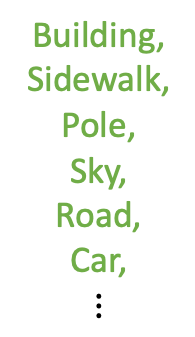 Building,
Sidewalk,
Pole,
Sky,
Road,
Car,
⋮